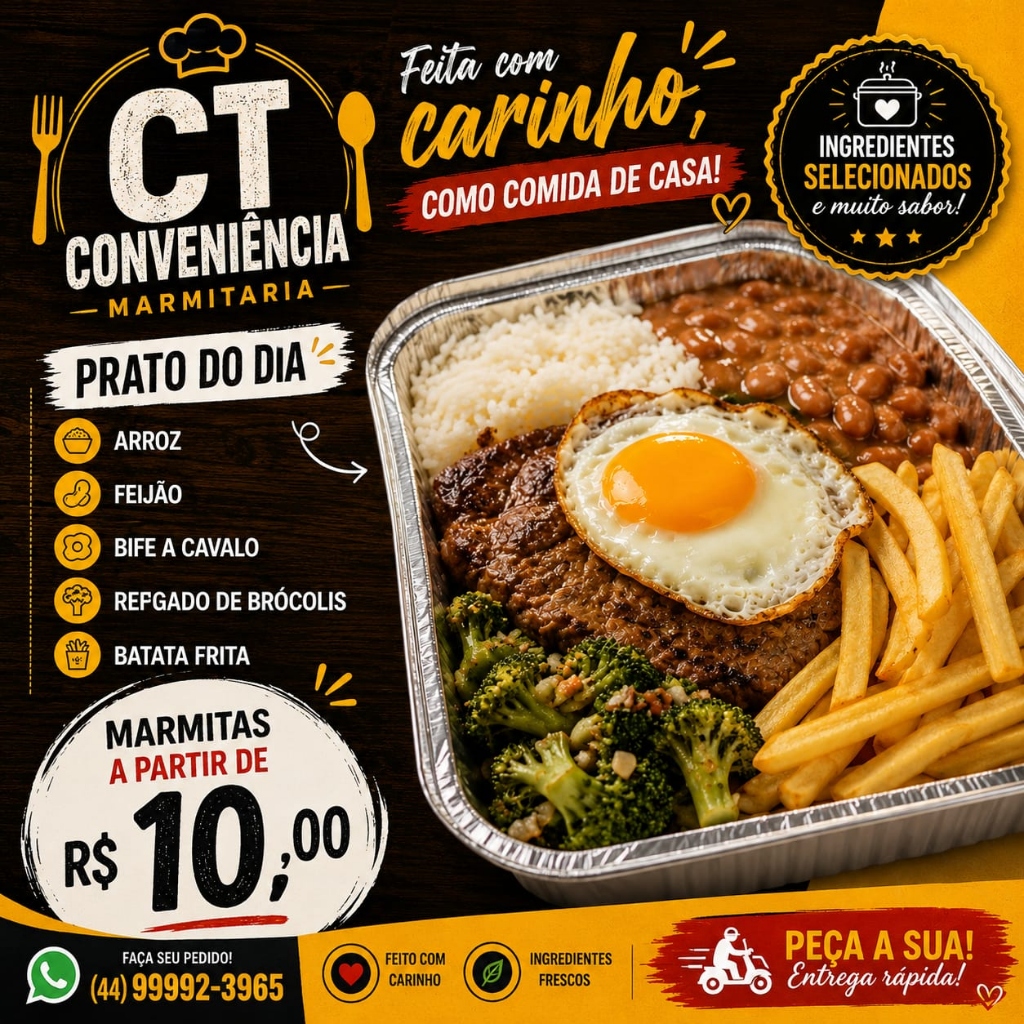 CT
CONVENIÊNCIA
MARMITARIA
Feita com
carinho,
COMO COMIDA DE CASA!
INGREDIENTES
SELECIONADOS
e muito sabor!
PRATO DO DIA
ARROZ
FEIJÃO
BIFE A CAVALO
REFGADO DE BRÓCOLIS
BATATA FRITA
MARMITAS
A PARTIR DE
R$ 10,00
FAÇA SEU PEDIDO!
(44) 99992-3965
FEITO COM
CARINHO
INGREDIENTES
FRESCOS
PEÇA A SUA!
Entrega rápida!